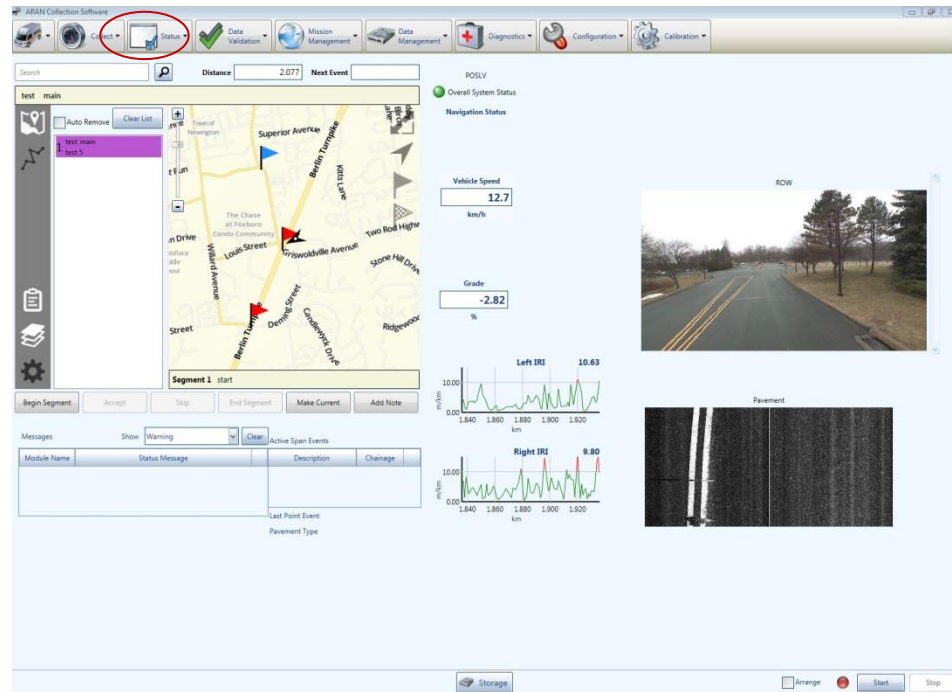 ARAN Collection Software
Collect
Status
Data Validation
Mission Management
Data Management
Diagnostics
Configuration
Calibration
Search
Distance 2.077 Next Event
test main
Auto Remove Clear List
1 test main
test 5
Town of
Newington
Superior Avenue
Berlin Turnpike
Kitts Lane
t Run
The Chase
at Foxboro
Condo Community
Two Rod Highw
n Drive
Louis Street
Griswoldville Avenue
Willard Avenue
Stone Hill Drive
Deming Street
Candlewyck Drive
Ridgewood
Street
Berlin Turnpike
Segment 1 start
Begin Segment Accept Skip End Segment Make Current Add Note
Messages Show Warning Clear Active Span Events
Module Name Status Message Description Chainage
Last Point Event
Pavement Type
POSLV
Overall System Status
Navigation Status
Vehicle Speed
12.7
km/h
Grade
-2.82
%
Left IRI 10.63
10.00
m/km
0.00
1.840 1.860 1.880 1.900 1.920
km
Right IRI 9.80
10.00
m/km
0.00
1.840 1.860 1.880 1.900 1.920
km
ROW
Pavement
Storage
Arrange Start Stop